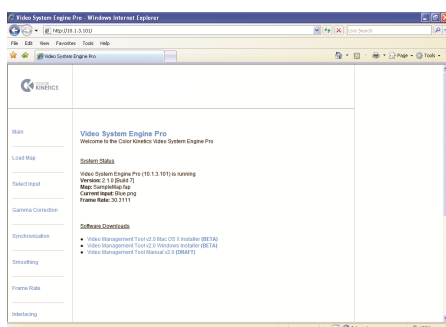 Video System Engine Pro - Windows Internet Explorer
http://10.1.3.101/
Live Search
File Edit View Favorites Tools Help
Video System Engine Pro
Page Tools
COLOR KINETICS
Main
Load Map
Select Input
Gamma Correction
Synchronization
Smoothing
Frame Rate
Interlacing
Video System Engine Pro
Welcome to the Color Kinetics Video System Engine Pro
System Status
Video System Engine Pro (10.1.3.101) is running
Version: 2.1.0 [Build 7]
Map: SampleMap.fap
Current Input: Blue.png
Frame Rate: 30.3111
Software Downloads
Video Management Tool v2.0 Mac OS X Installer (BETA)
Video Management Tool v2.0 Windows Installer (BETA)
Video Management Tool Manual v2.0 (DRAFT)